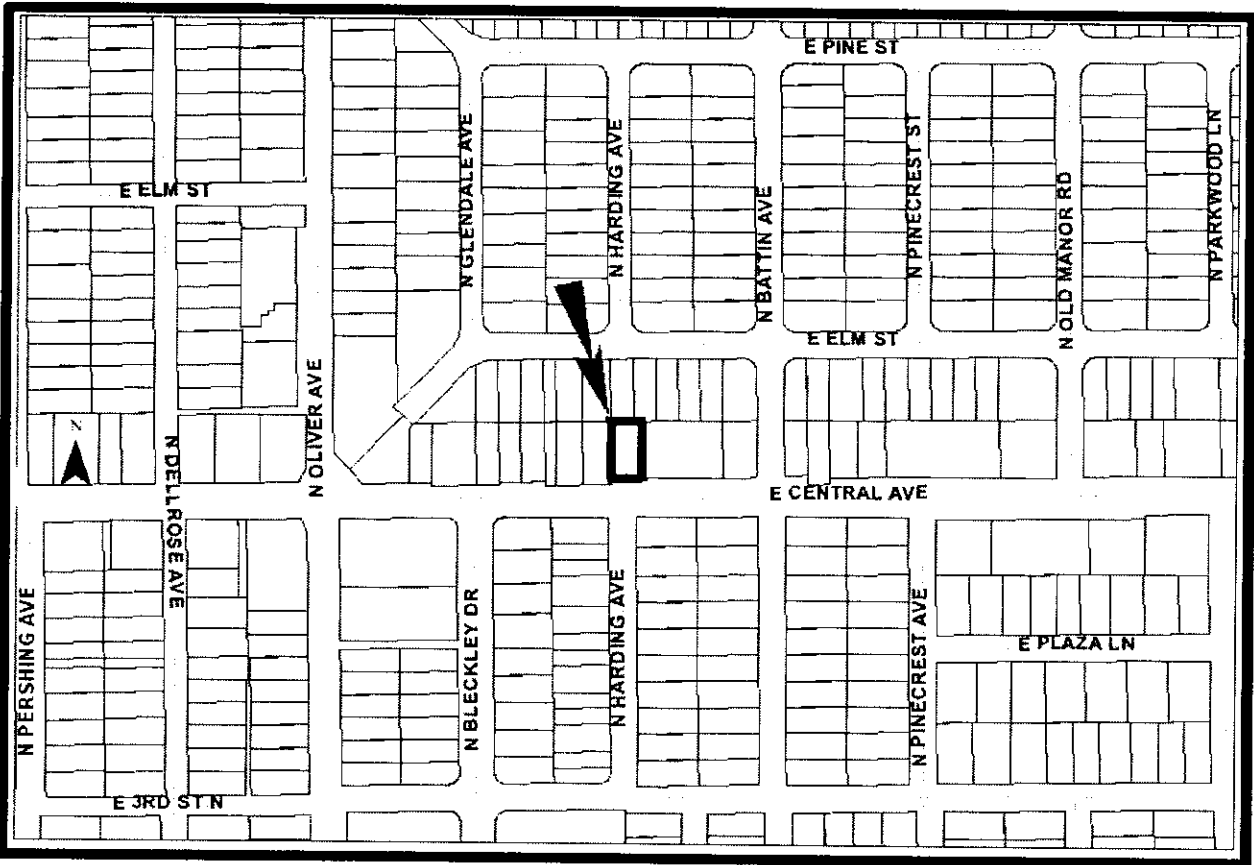 E PINE ST
N GLENDALE AVE
N HARDING AVE
N BATTIN AVE
N PINECREST ST
N OLD MANOR RD
N PARKWOOD LN
E ELM ST
E ELM ST
N OLIVER AVE
N
N DELLROSE AVE
E CENTRAL AVE
N PERSHING AVE
N BLECKLEY DR
N HARDING AVE
N PINECREST AVE
E PLAZA LN
E 3RD ST N